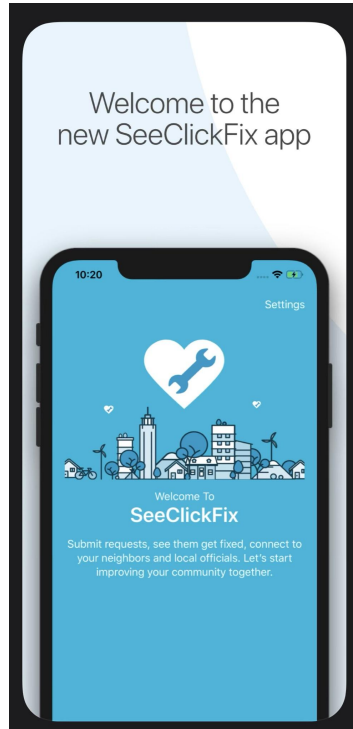 Welcome to the
new SeeClickFix app
10:20
Settings
Welcome To
SeeClickFix
Submit requests, see them get fixed, connect to
your neighbors and local officials. Let's start
improving your community together.